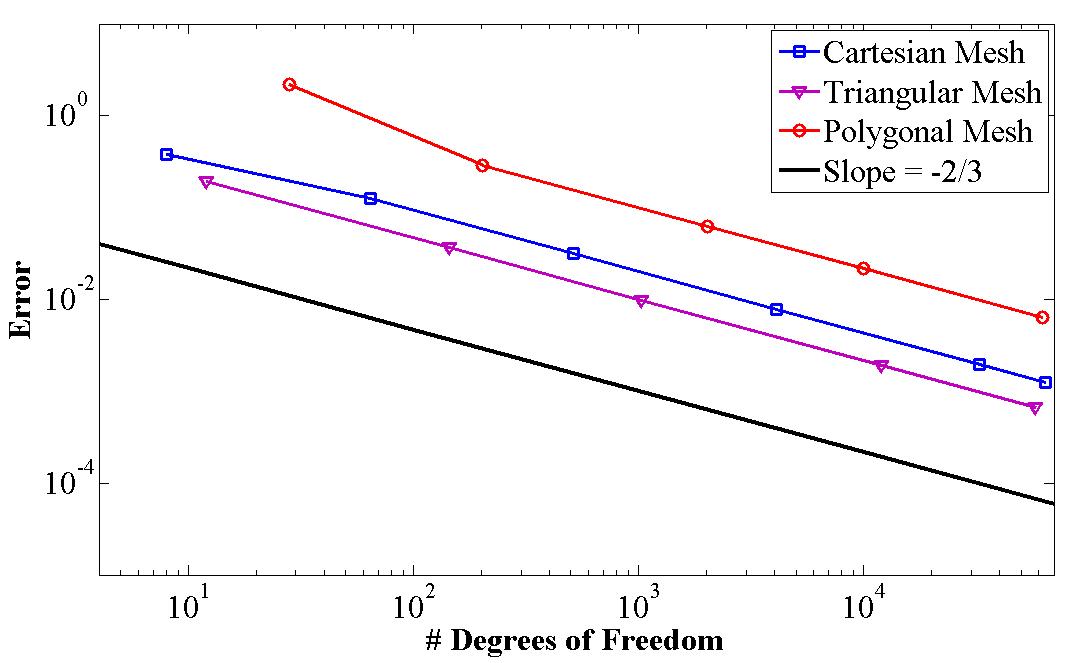 Cartesian Mesh
Triangular Mesh
Polygonal Mesh
Slope = -2/3
Error
10^0
10^-2
10^-4
10^1 10^2 10^3 10^4
# Degrees of Freedom